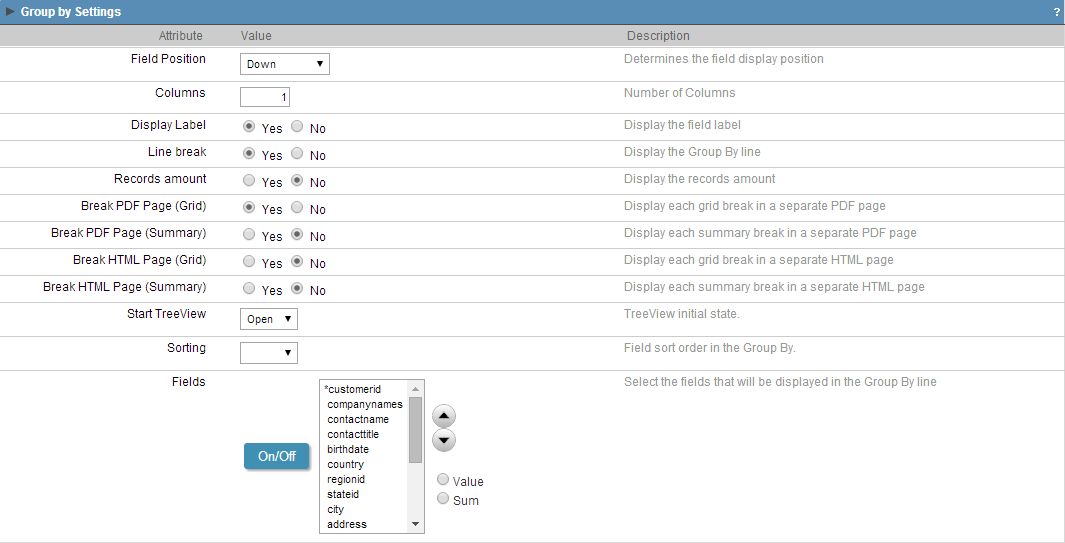 Group by Settings ?
Attribute Value Description
Field Position Down Determines the field display position
Columns 1 Number of Columns
Display Label Yes No Display the field label
Line break Yes No Display the Group By line
Records amount Yes No Display the records amount
Break PDF Page (Grid) Yes No Display each grid break in a separate PDF page
Break PDF Page (Summary) Yes No Display each summary break in a separate PDF page
Break HTML Page (Grid) Yes No Display each grid break in a separate HTML page
Break HTML Page (Summary) Yes No Display each summary break in a separate HTML page
Start TreeView Open TreeView initial state.
Sorting Field sort order in the Group By.
Fields Select the fields that will be displayed in the Group By line
*customerid
companynames
contactname
contacttitle
birthdate
On/Off
country
regionid
stateid
city
address
Value
Sum